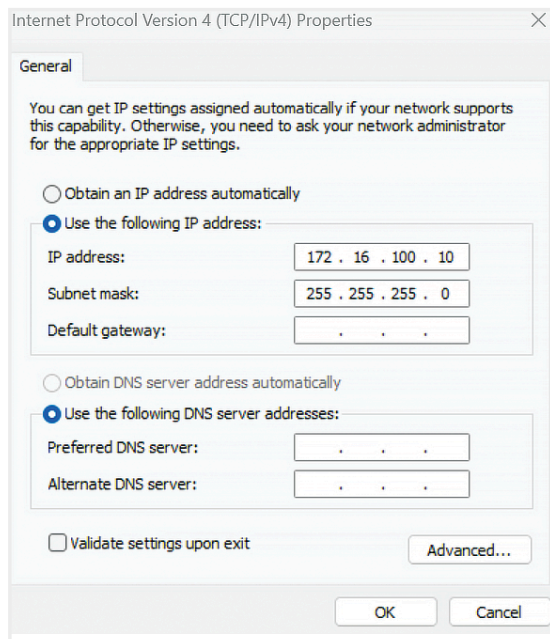 Internet Protocol Version 4 (TCP/IPv4) Properties
General
You can get IP settings assigned automatically if your network supports
this capability. Otherwise, you need to ask your network administrator
for the appropriate IP settings.
Obtain an IP address automatically
Use the following IP address:
IP address: 172 . 16 . 100 . 10
Subnet mask: 255 . 255 . 255 . 0
Default gateway: . . .
Obtain DNS server address automatically
Use the following DNS server addresses:
Preferred DNS server: . . .
Alternate DNS server: . . .
Validate settings upon exit
Advanced...
OK Cancel